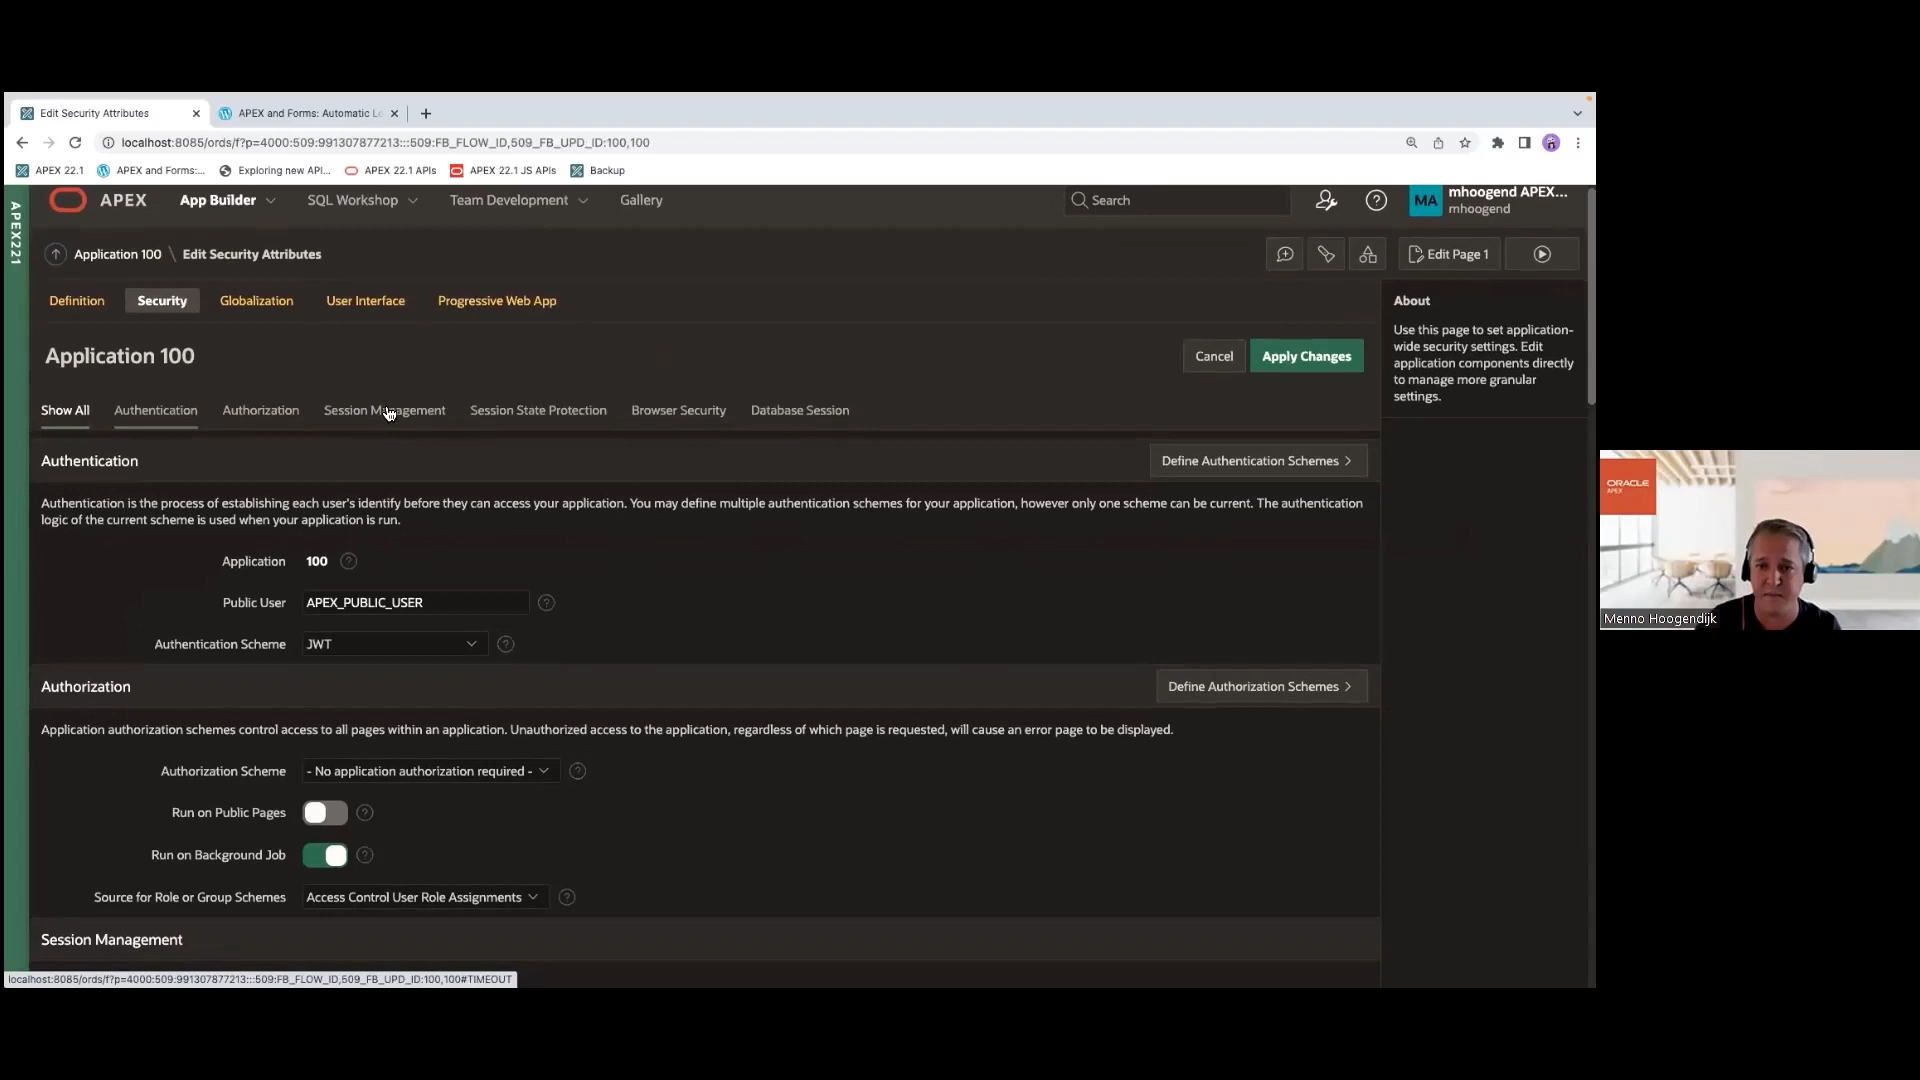 Edit Security Attributes
APEX and Forms: Automatic Le
localhost:8085/ords/f?p=4000:509:991307877213:::509:FB_FLOW_ID,509_FB_UPD_ID:100,100
APEX 22.1
APEX and Forms:...
Exploring new API...
APEX 22.1 APIs
APEX 22.1 JS APIs
Backup
APEX221
APEX
App Builder
SQL Workshop
Team Development
Gallery
Search
MA
mhoogend APEX...
mhoogend
Application 100 \ Edit Security Attributes
Edit Page 1
Definition
Security
Globalization
User Interface
Progressive Web App
About
Use this page to set application-
wide security settings. Edit
application components directly
to manage more granular
settings.
Application 100
Cancel
Apply Changes
Show All
Authentication
Authorization
Session Management
Session State Protection
Browser Security
Database Session
Authentication
Define Authentication Schemes >
Authentication is the process of establishing each user's identify before they can access your application. You may define multiple authentication schemes for your application, however only one scheme can be current. The authentication
logic of the current scheme is used when your application is run.
Application 100
Public User APEX_PUBLIC_USER
Authentication Scheme JWT
Authorization
Define Authorization Schemes >
Application authorization schemes control access to all pages within an application. Unauthorized access to the application, regardless of which page is requested, will cause an error page to be displayed.
Authorization Scheme - No application authorization required -
Run on Public Pages
Run on Background Job
Source for Role or Group Schemes Access Control User Role Assignments
Session Management
localhost:8085/ords/f?p=4000:509:991307877213:::509:FB_FLOW_ID,509_FB_UPD_ID:100,100#TIMEOUT
ORACLE
APEX
Menno Hoogendijk